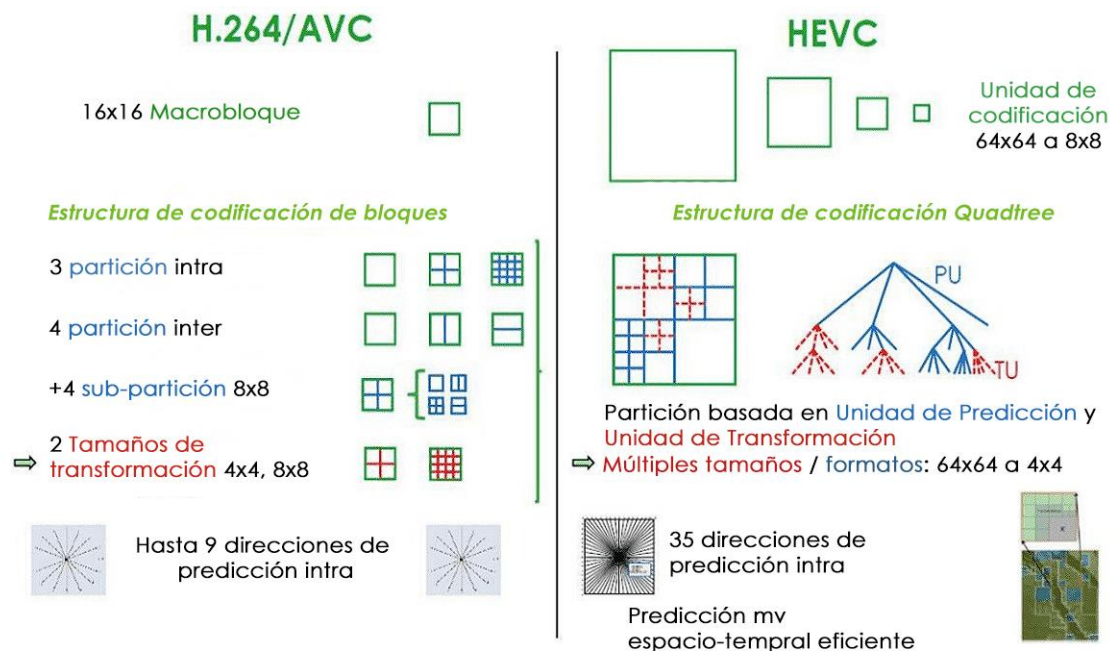 H.264/AVC
16x16 Macrobloque
Estructura de codificación de bloques
3 partición intra
4 partición inter
+4 sub-partición 8x8
2 Tamaños de
transformación 4x4, 8x8
Hasta 9 direcciones de
predicción intra
HEVC
Unidad de
codificación
64x64 a 8x8
Estructura de codificación Quadtree
PU
TU
Partición basada en Unidad de Predicción y
Unidad de Transformación
Múltiples tamaños / formatos: 64x64 a 4x4
35 direcciones de
predicción intra
Predicción mv
espacio-tempral eficiente